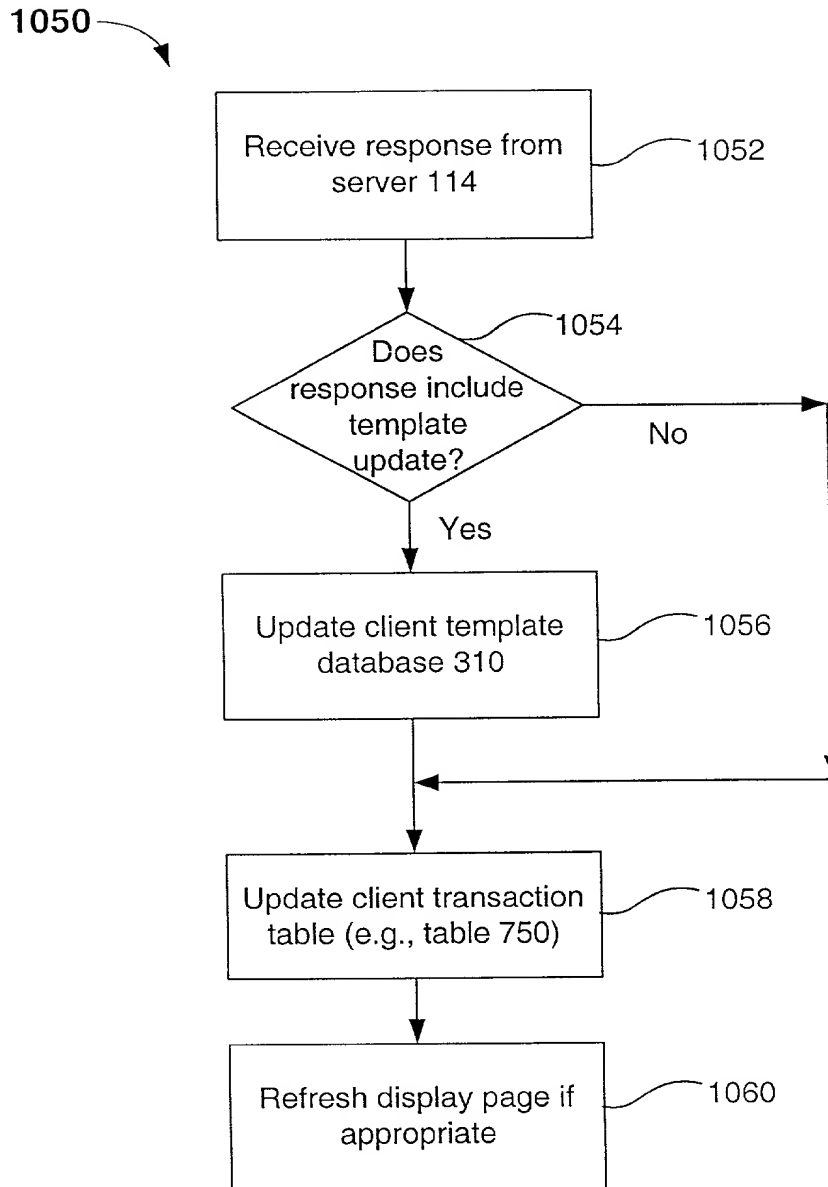 1050
Receive response from
server 114
1052
1054
Does
response include
template
update?
No
Yes
Update client template
database 310
1056
Update client transaction
table (e.g., table 750)
1058
Refresh display page if
appropriate
1060